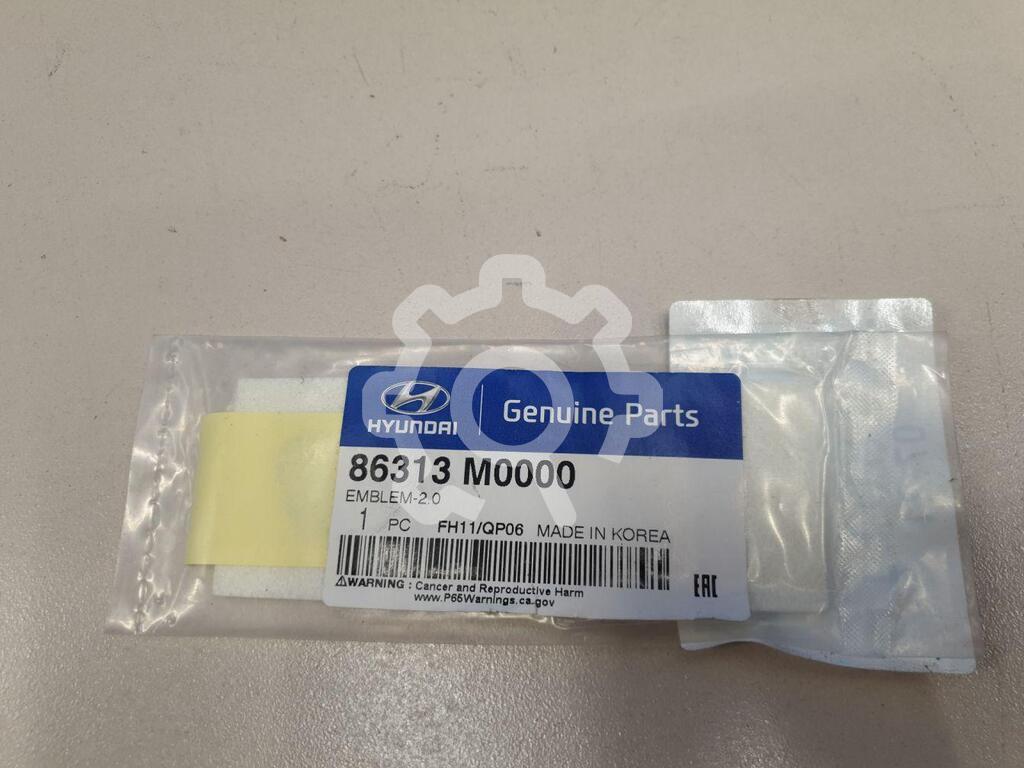 HYUNDAI
Genuine Parts
86313 M0000
EMBLEM-2.0
1 PC FH11/QP06 MADE IN KOREA
⚠WARNING : Cancer and Reproductive Harm
www.P65Warnings.ca.gov
EAC